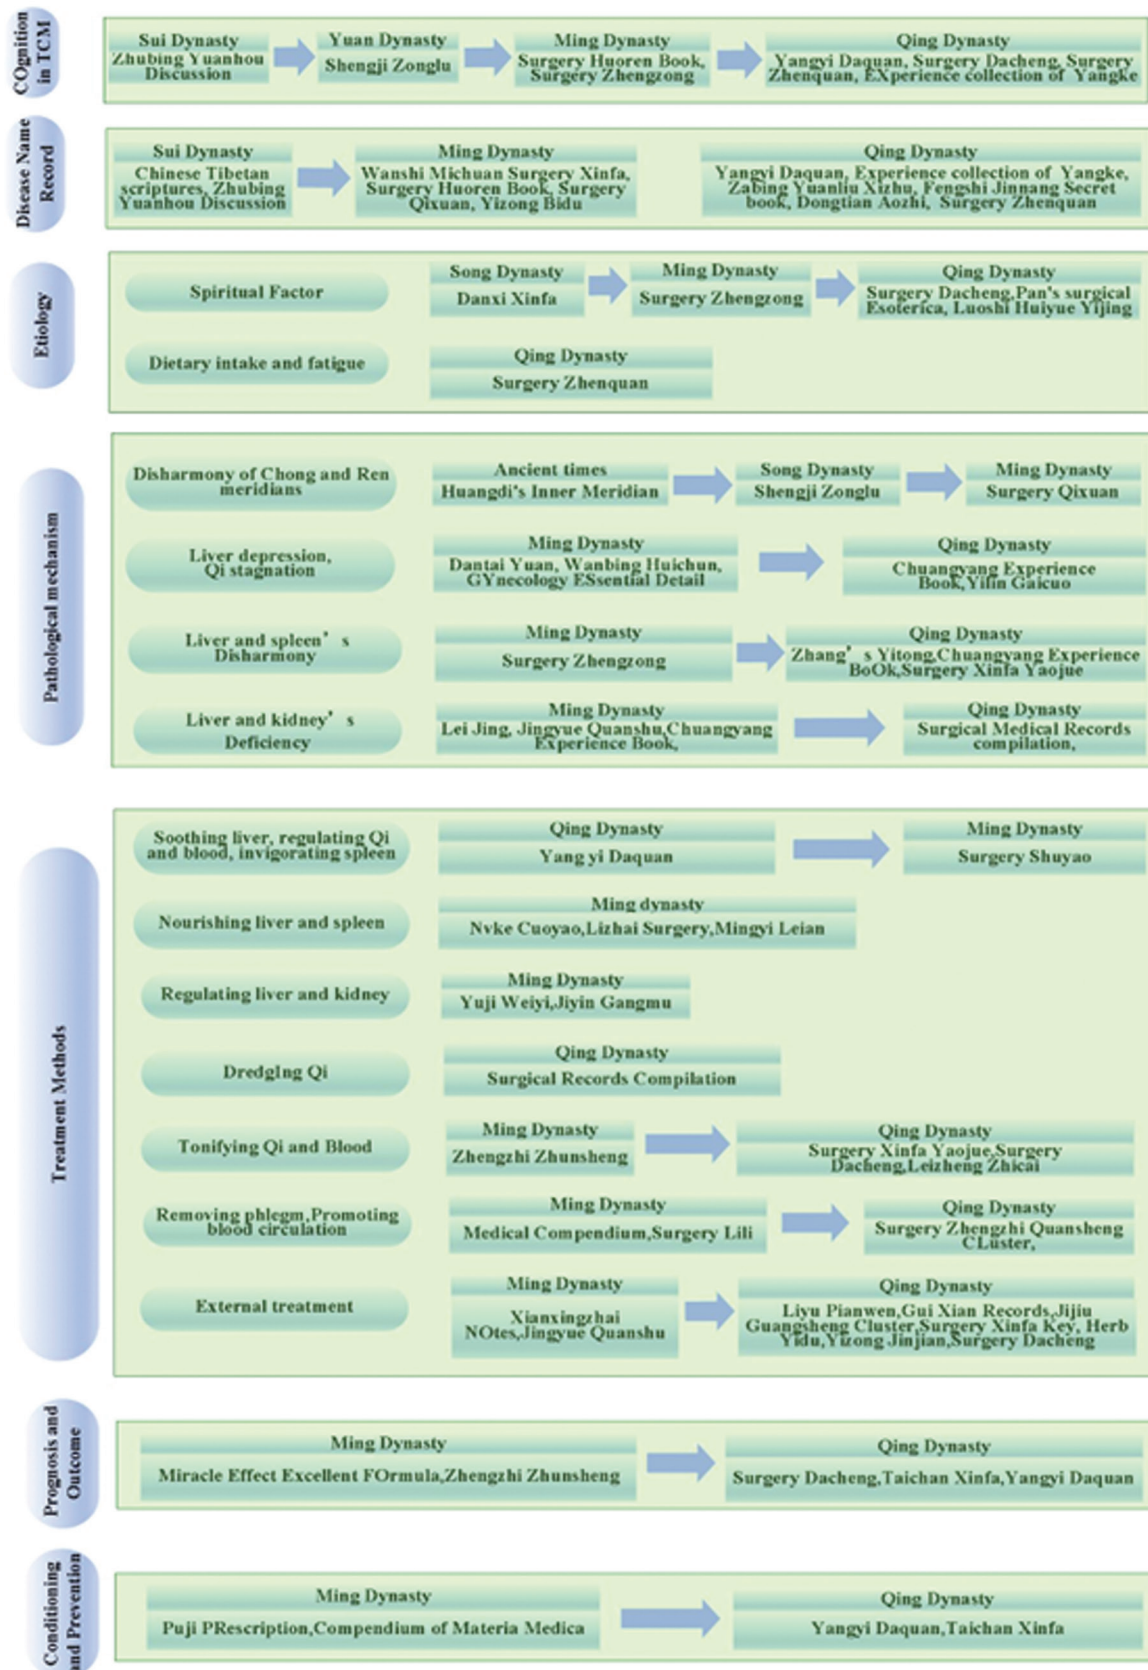 COgnition
in TCM
Sui Dynasty
Zhubing Yuanhou
Discussion
Yuan Dynasty
Shengji Zonglu
Ming Dynasty
Surgery Huoren Book,
Surgery Zhengzong
Qing Dynasty
Yangyi Daquan, Surgery Dacheng, Surgery
Zhenquan, EXperience collection of Yangke
Disease Name
Record
Sui Dynasty
Chinese Tibetan
scriptures, Zhubing
Yuanhou Discussion
Ming Dynasty
Wanshi Michuan Surgery Xinfa,
Surgery Huoren Book, Surgery
Qixuan, Yizong Bidu
Qing Dynasty
Yangyi Daquan, Experience collection of Yangke,
Zabing Yuanliu Xizhu, Fengshi Jinnang Secret
book, Dongtian Aozhi, Surgery Zhenquan
Etiology
Spiritual Factor
Song Dynasty
Danxi Xinfa
Ming Dynasty
Surgery Zhengzong
Qing Dynasty
Surgery Dacheng,Pan's surgical
Esoterica, Luoshi Huiyue Yijing
Dietary intake and fatigue
Qing Dynasty
Surgery Zhenquan
Pathological mechanism
Disharmony of Chong and Ren
meridians
Ancient times
Huangdi's Inner Meridian
Song Dynasty
Shengji Zonglu
Ming Dynasty
Surgery Qixuan
Liver depression,
Qi stagnation
Ming Dynasty
Dantai Yuan, Wanbing Huichun,
GYnecology ESsential Detail
Qing Dynasty
Chuangyang Experience
Book,Yilin Gaicuo
Liver and spleen’s
Disharmony
Ming Dynasty
Surgery Zhengzong
Qing Dynasty
Zhang’s Yitong,Chuangyang Experience
BoOk,Surgery Xinfa Yaojue
Liver and kidney’s
Deficiency
Ming Dynasty
Lei Jing, Jingyue Quanshu,Chuangyang
Experience Book,
Qing Dynasty
Surgical Medical Records
compilation,
Treatment Methods
Soothing liver, regulating Qi
and blood, invigorating spleen
Qing Dynasty
Yang yi Daquan
Ming Dynasty
Surgery Shuyao
Nourishing liver and spleen
Ming dynasty
Nvke Cuoyao,Lizhai Surgery,Mingyi Leian
Regulating liver and kidney
Ming Dynasty
Yuji Weiyi,Jiyin Gangmu
DredgIng Qi
Qing Dynasty
Surgical Records Compilation
Tonifying Qi and Blood
Ming Dynasty
Zhengzhi Zhunsheng
Qing Dynasty
Surgery Xinfa Yaojue,Surgery
Dacheng,Leizheng Zhicai
Removing phlegm,Promoting
blood circulation
Ming Dynasty
Medical Compendium,Surgery Lili
Qing Dynasty
Surgery Zhengzhi Quansheng
CLuster,
External treatment
Ming Dynasty
Xianxingzhai
NOtes,Jingyue Quanshu
Qing Dynasty
Liyu Pianwen,Gui Xian Records,Jijiu
Guangsheng Cluster,Surgery Xinfa Key, Herb
Yidu,Yizong Jinjian,Surgery Dacheng
Prognosis and
Outcome
Ming Dynasty
Miracle Effect Excellent FOrmula,Zhengzhi Zhunsheng
Qing Dynasty
Surgery Dacheng,Taichan Xinfa,Yangyi Daquan
Conditioning
and Prevention
Ming Dynasty
Puji PRescription,Compendium of Materia Medica
Qing Dynasty
Yangyi Daquan,Taichan Xinfa